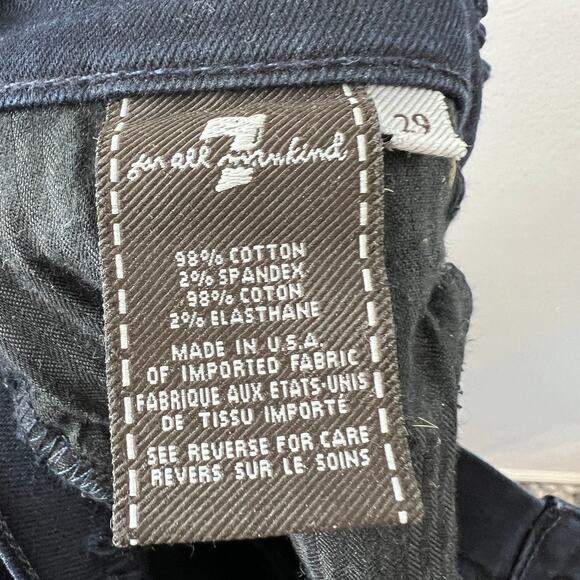 7
for all mankind
29
98% COTTON
2% SPANDEX
98% COTON
2% ELASTHANE
MADE IN U.S.A.
OF IMPORTED FABRIC
FABRIQUE AUX ETATS-UNIS
DE TISSU IMPORTÉ
SEE REVERSE FOR CARE
REVERS SUR LE SOINS